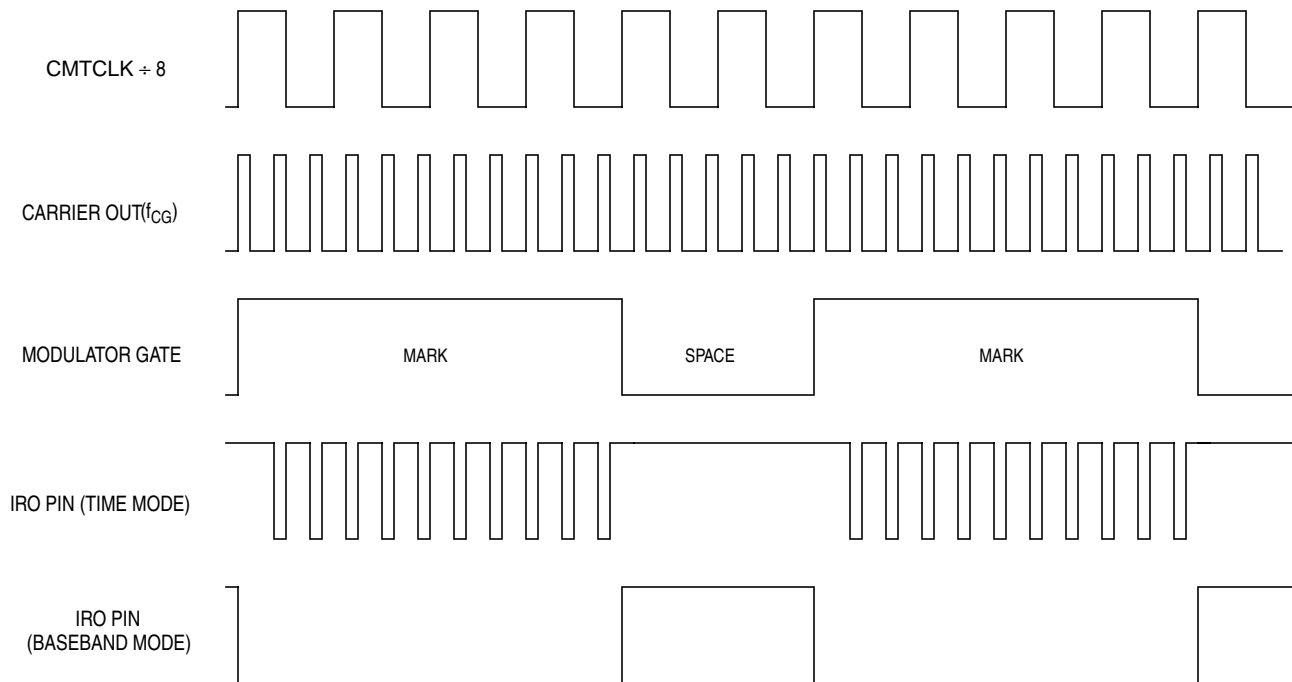 CMTCLK ÷ 8
CARRIER OUT(fCG)
MODULATOR GATE
MARK
SPACE
MARK
IRO PIN (TIME MODE)
IRO PIN
(BASEBAND MODE)